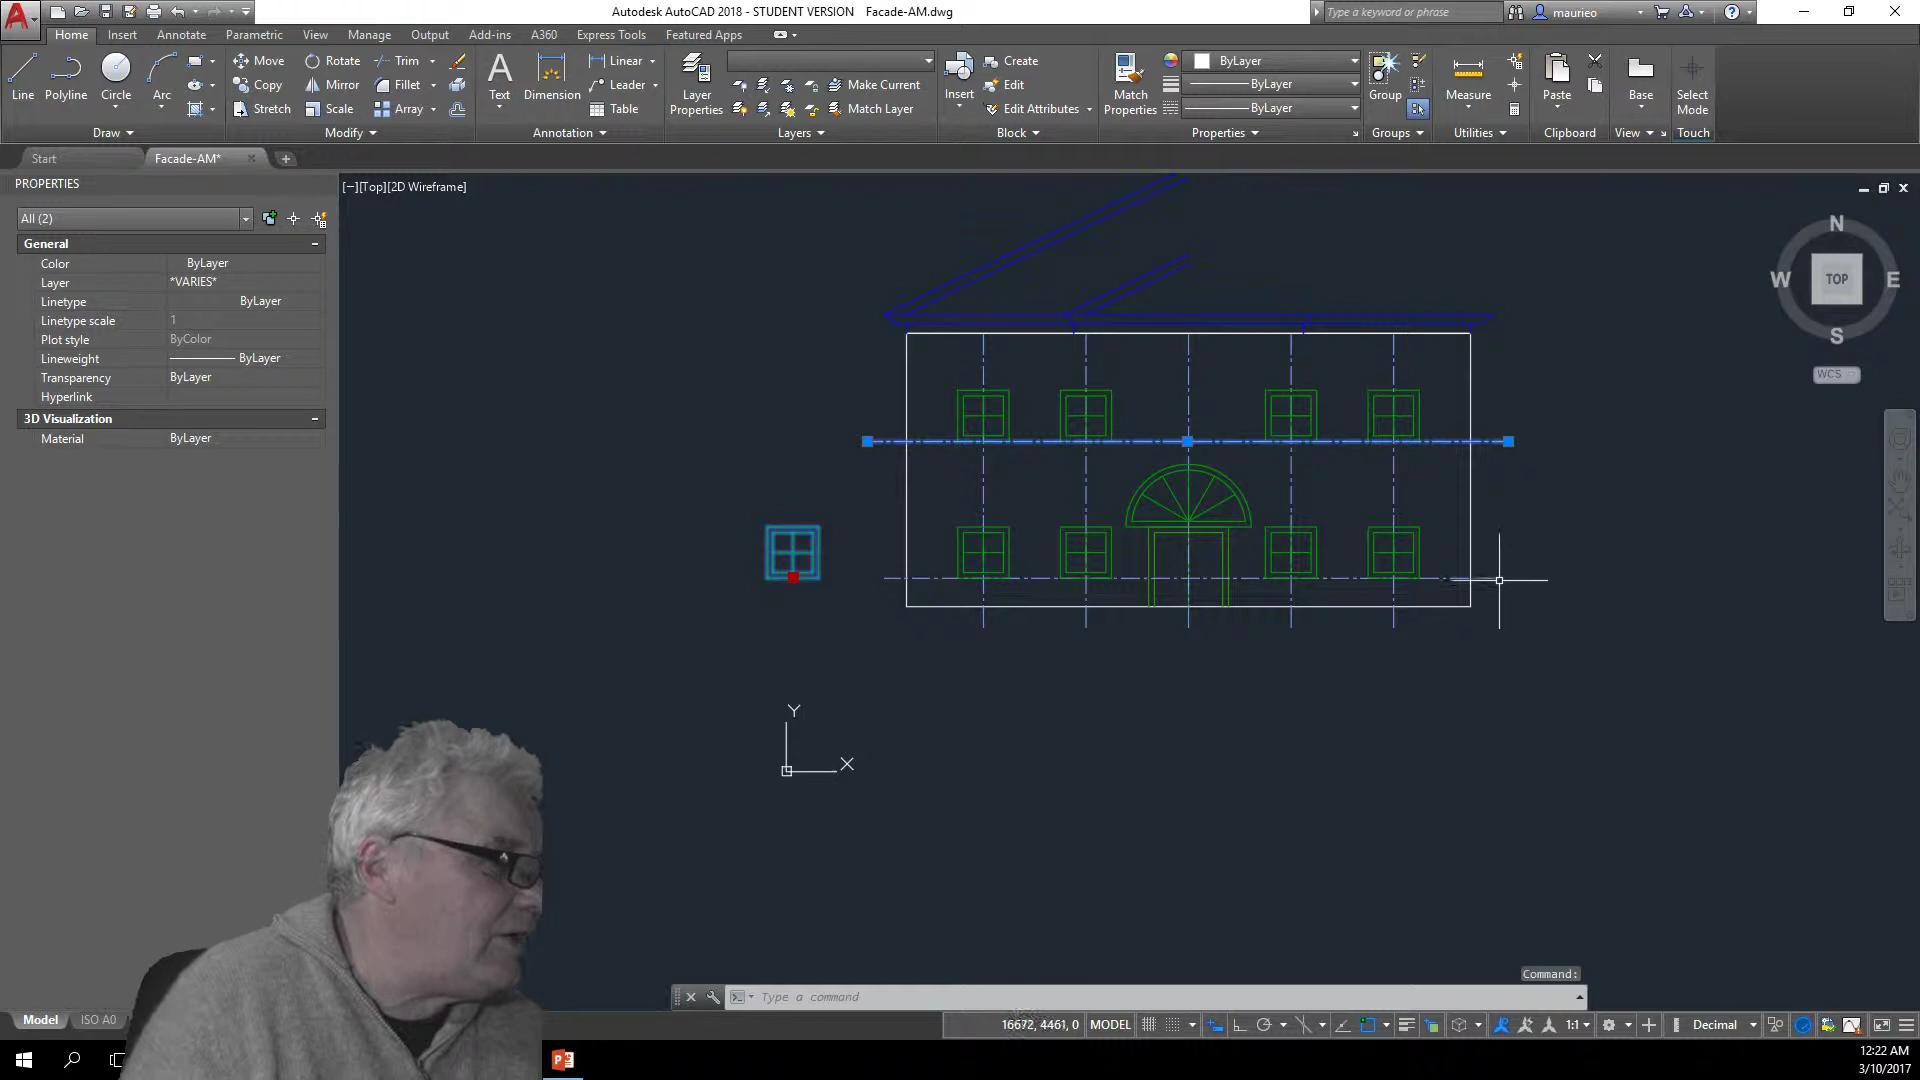 Autodesk AutoCAD 2018 - STUDENT VERSION Facade-AM.dwg
Type a keyword or phrase
maurieo
Home Insert Annotate Parametric View Manage Output Add-ins A360 Express Tools Featured Apps
Line Polyline Circle Arc
Move Rotate Trim
Copy Mirror Fillet
Stretch Scale Array
Text Dimension
Linear
Leader
Table
Layer Properties
Make Current
Match Layer
Insert
Create
Edit
Edit Attributes
Match Properties
ByLayer
ByLayer
ByLayer
Group
Measure
Paste
Base
Select Mode
Draw Modify Annotation Layers Block Properties Groups Utilities Clipboard View Touch
Start Facade-AM*
PROPERTIES
[−][Top][2D Wireframe]
All (2)
General
Color ByLayer
Layer *VARIES*
Linetype ByLayer
Linetype scale 1
Plot style ByColor
Lineweight ByLayer
Transparency ByLayer
Hyperlink
3D Visualization
Material ByLayer
N
W TOP E
S
WCS
Y
X
Command:
Type a command
Model ISO A0
16672, 4461, 0 MODEL 1:1 Decimal
12:22 AM
3/10/2017